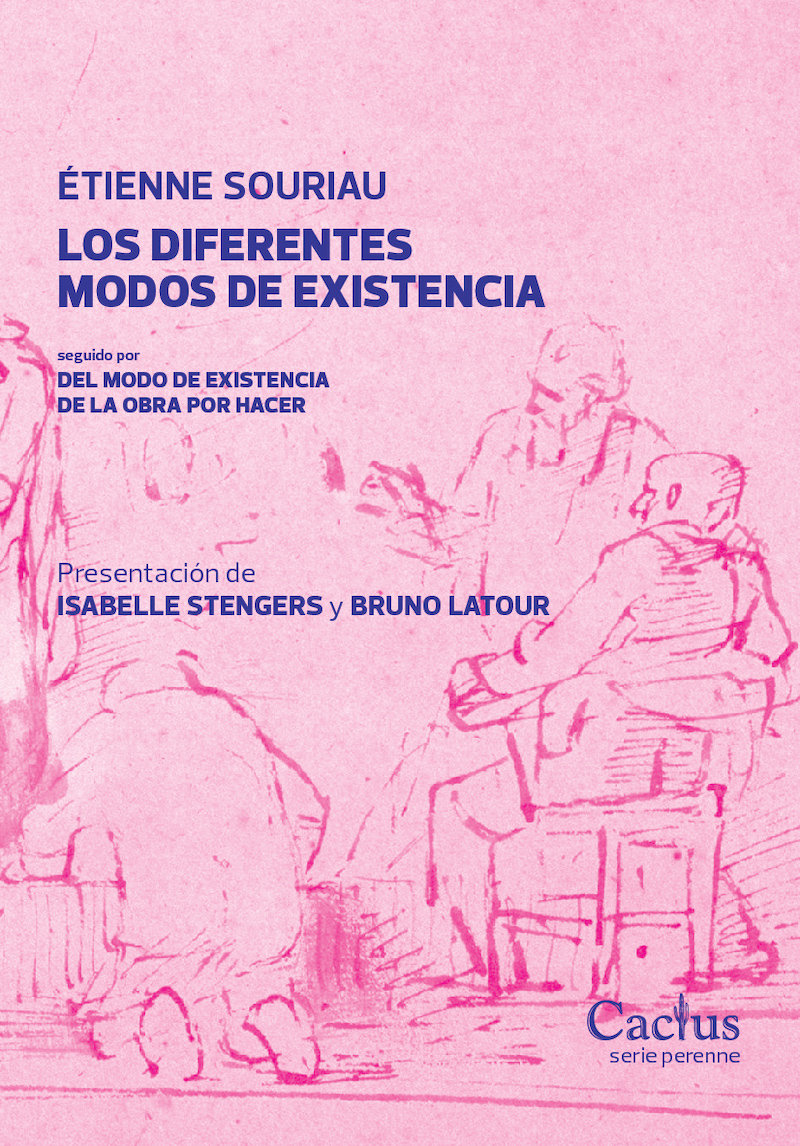 ÉTIENNE SOURIAU
LOS DIFERENTES
MODOS DE EXISTENCIA
seguido por
DEL MODO DE EXISTENCIA
DE LA OBRA POR HACER
Presentación de
ISABELLE STENGERS y BRUNO LATOUR
Cactus
serie perenne